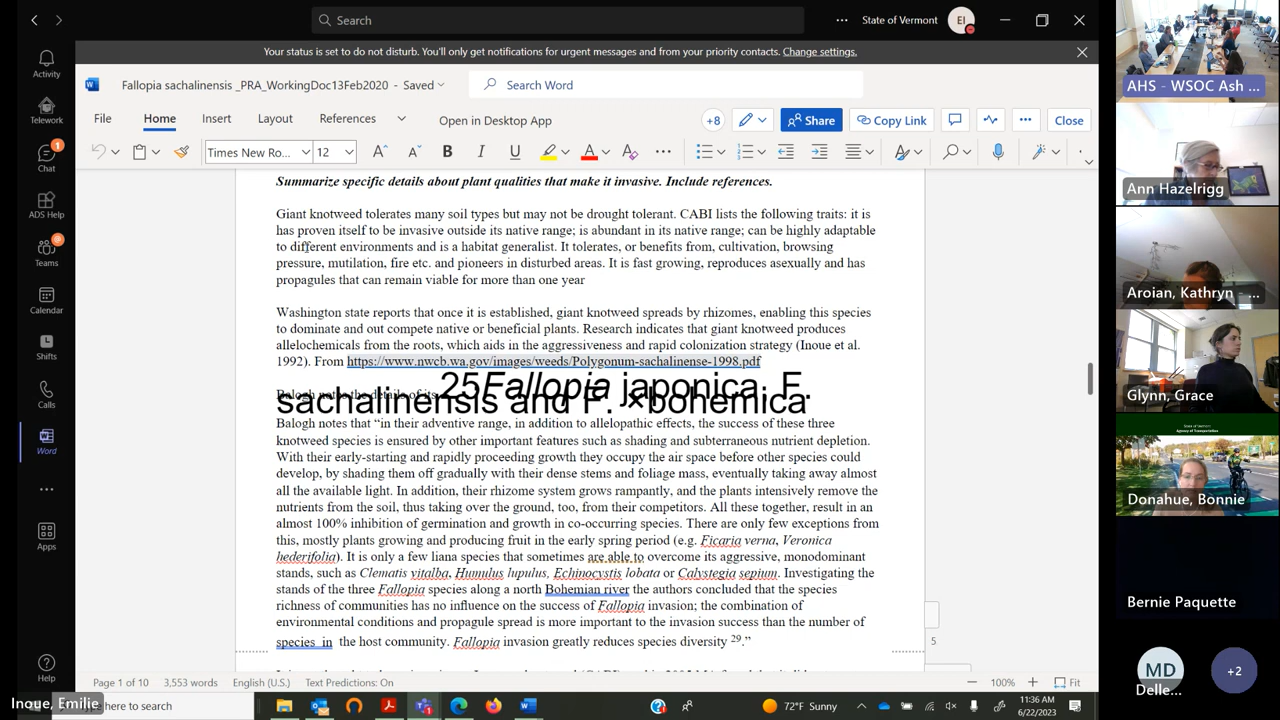 Search
State of Vermont
EI
Your status is set to do not disturb. You'll only get notifications for urgent messages and from your priority contacts. Change settings.
Activity
Telework
1
Chat
ADS Help
@
Teams
Calendar
Shifts
Calls
Word
Apps
Help
Fallopia sachalinensis _PRA_WorkingDoc13Feb2020 - Saved
Search Word
File
Home
Insert
Layout
References
Open in Desktop App
+8
Share
Copy Link
Close
Times New Ro...
12
Summarize specific details about plant qualities that make it invasive. Include references.
Giant knotweed tolerates many soil types but may not be drought tolerant. CABI lists the following traits: it is
has proven itself to be invasive outside its native range; is abundant in its native range; can be highly adaptable
to different environments and is a habitat generalist. It tolerates, or benefits from, cultivation, browsing
pressure, mutilation, fire etc. and pioneers in disturbed areas. It is fast growing, reproduces asexually and has
propagules that can remain viable for more than one year
Washington state reports that once it is established, giant knotweed spreads by rhizomes, enabling this species
to dominate and out compete native or beneficial plants. Research indicates that giant knotweed produces
allelochemicals from the roots, which aids in the aggressiveness and rapid colonization strategy (Inoue et al.
1992). From https://www.nwcb.wa.gov/images/weeds/Polygonum-sachalinense-1998.pdf
Balogh notes the details of its 25Fallopia japonica, F.
sachalinensis and F. ×bohemica
Balogh notes that “in their adventive range, in addition to allelopathic effects, the success of these three
knotweed species is ensured by other important features such as shading and subterraneous nutrient depletion.
With their early-starting and rapidly proceeding growth they occupy the air space before other species could
develop, by shading them off gradually with their dense stems and foliage mass, eventually taking away almost
all the available light. In addition, their rhizome system grows rampantly, and the plants intensively remove the
nutrients from the soil, thus taking over the ground, too, from their competitors. All these together, result in an
almost 100% inhibition of germination and growth in co-occurring species. There are only few exceptions from
this, mostly plants growing and producing fruit in the early spring period (e.g. Ficaria verna, Veronica
hederifolia). It is only a few liana species that sometimes are able to overcome its aggressive, monodominant
stands, such as Clematis vitalba, Humulus lupulus, Echinocystis lobata or Calystegia sepium. Investigating the
stands of the three Fallopia species along a north Bohemian river the authors concluded that the species
richness of communities has no influence on the success of Fallopia invasion; the combination of
environmental conditions and propagule spread is more important to the invasion success than the number of
species in the host community. Fallopia invasion greatly reduces species diversity 29.”
5
Page 1 of 10
3,553 words
English (U.S.)
Text Predictions: On
100%
Fit
Inoue, Emilie
here to search
72°F Sunny
11:36 AM
6/22/2023
AHS - WSOC Ash ...
Ann Hazelrigg
Aroian, Kathryn - ...
Glynn, Grace
State of Vermont
Agency of Transportation
Donahue, Bonnie
Bernie Paquette
MD
Delle...
+2